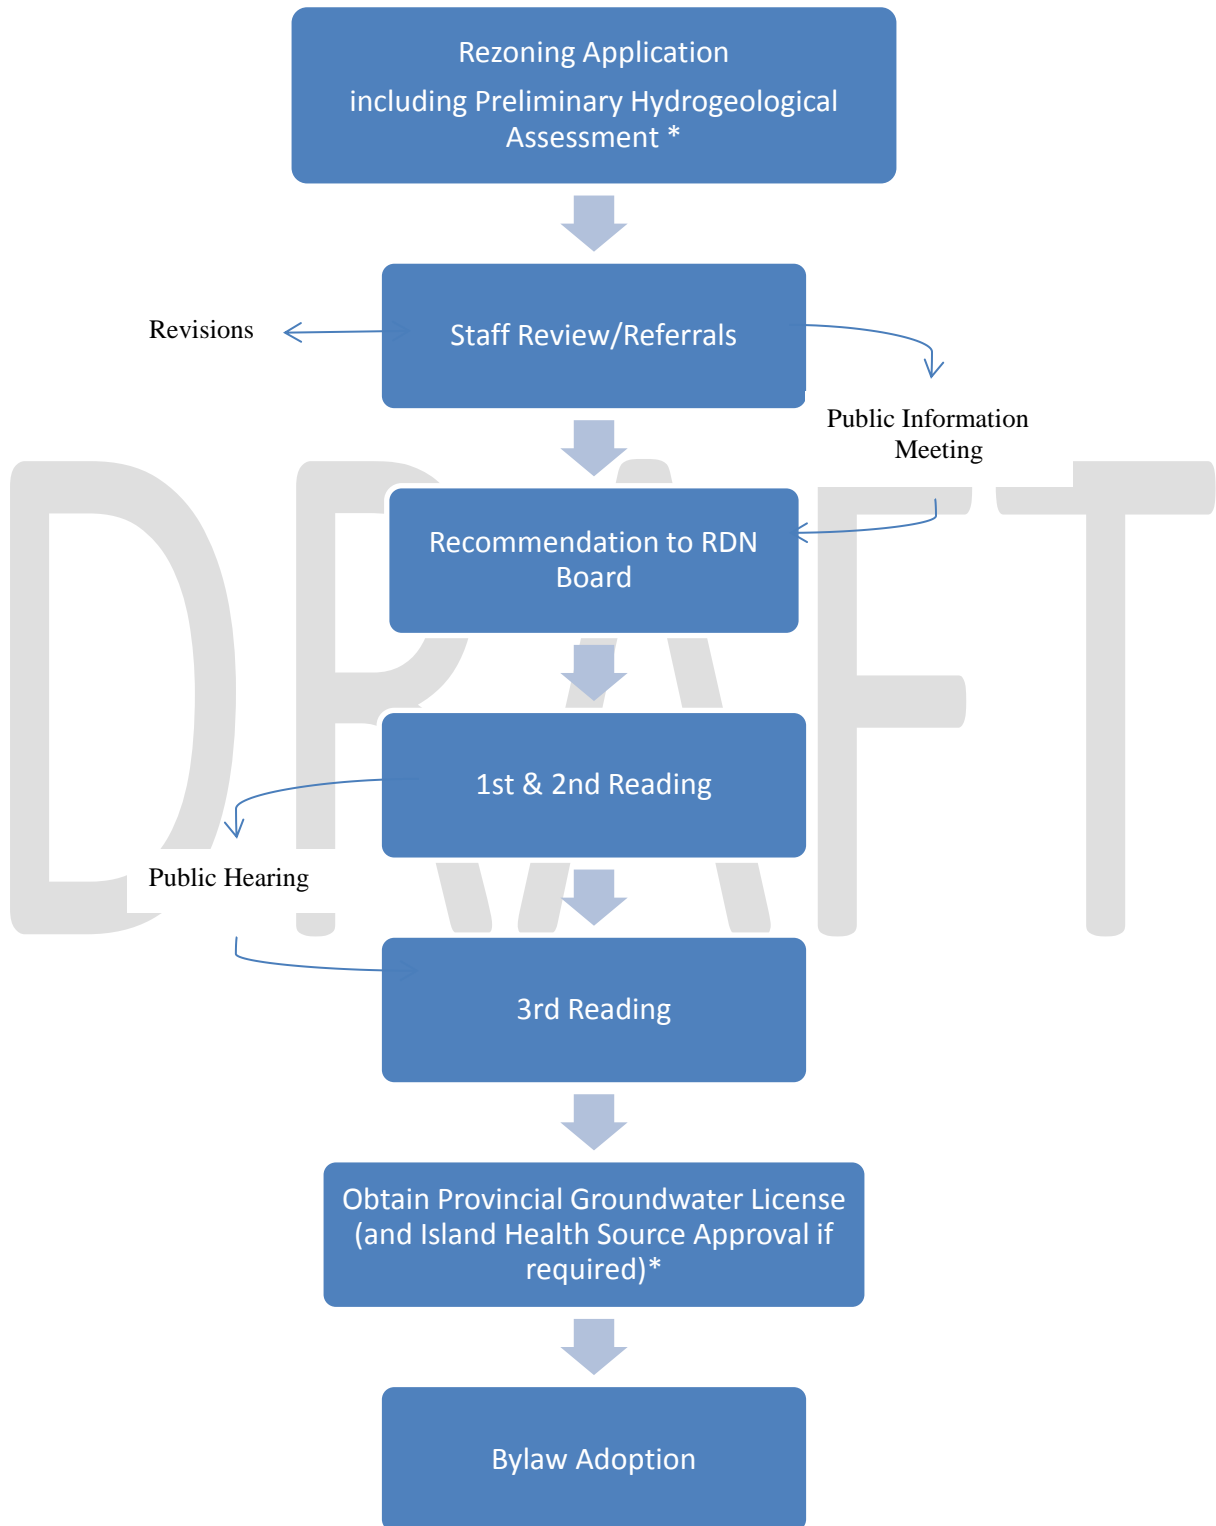 Rezoning Application
including Preliminary Hydrogeological
Assessment *
Revisions
Staff Review/Referrals
Public Information
Meeting
DRAFT
Recommendation to RDN
Board
1st & 2nd Reading
Public Hearing
3rd Reading
Obtain Provincial Groundwater License
(and Island Health Source Approval if
required)*
Bylaw Adoption